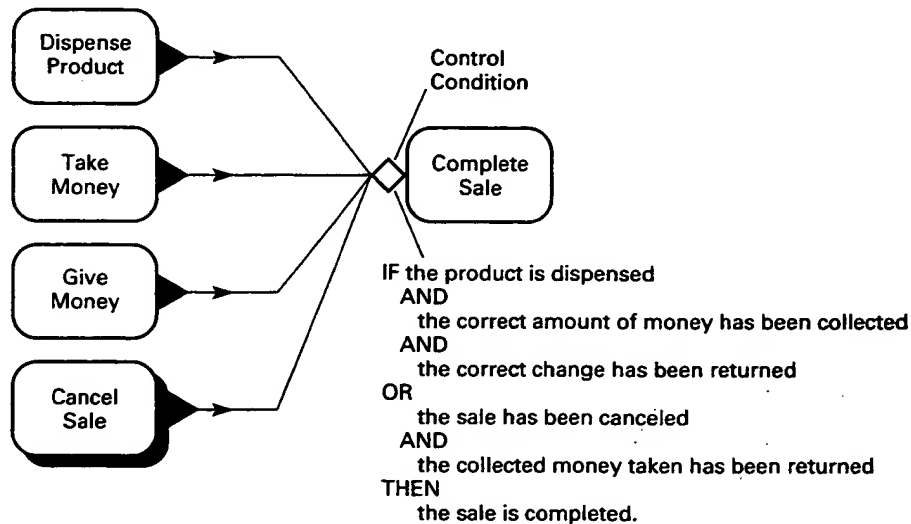 Dispense
Product
Control
Condition
Take
Money
Complete
Sale
Give
Money
Cancel
Sale
IF the product is dispensed
AND
the correct amount of money has been collected
AND
the correct change has been returned
OR
the sale has been canceled
AND
the collected money taken has been returned
THEN
the sale is completed.